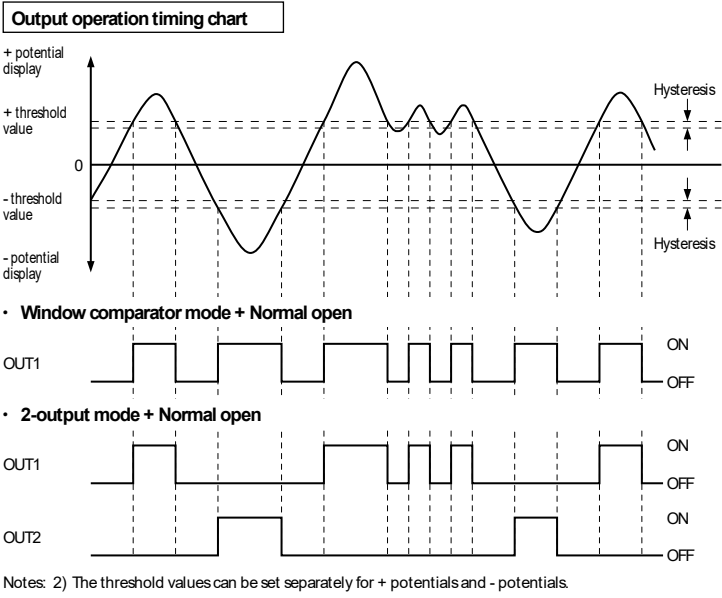 Output operation timing chart
+ potential
display
+ threshold
value
Hysteresis
0
- threshold
value
Hysteresis
- potential
display
・ Window comparator mode + Normal open
OUT1
ON
OFF
・ 2-output mode + Normal open
OUT1
ON
OFF
OUT2
ON
OFF
Notes: 2) The threshold values can be set separately for + potentials and - potentials.